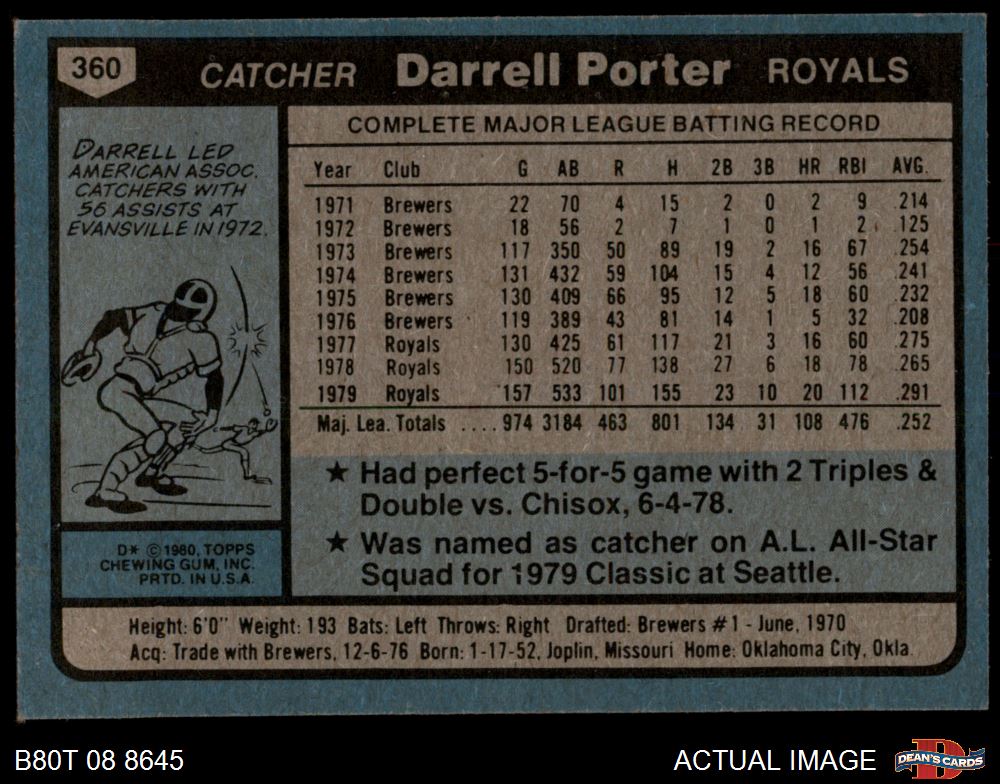 360 CATCHER Darrell Porter ROYALS
DARRELL LED
AMERICAN ASSOC.
CATCHERS WITH
56 ASSISTS AT
EVANSVILLE IN 1972.
COMPLETE MAJOR LEAGUE BATTING RECORD
Year Club G AB R H 2B 3B HR RBI AVG.
1971 Brewers 22 70 4 15 2 0 2 9 .214
1972 Brewers 18 56 2 7 1 0 1 2 .125
1973 Brewers 117 350 50 89 19 2 16 67 .254
1974 Brewers 131 432 59 104 15 4 12 56 .241
1975 Brewers 130 409 66 95 12 5 18 60 .232
1976 Brewers 119 389 43 81 14 1 5 32 .208
1977 Royals 130 425 61 117 21 3 16 60 .275
1978 Royals 150 520 77 138 27 6 18 78 .265
1979 Royals 157 533 101 155 23 10 20 112 .291
Maj. Lea. Totals .... 974 3184 463 801 134 31 108 476 .252
★ Had perfect 5-for-5 game with 2 Triples &
Double vs. Chisox, 6-4-78.
★ Was named as catcher on A.L. All-Star
Squad for 1979 Classic at Seattle.
D* © 1980, TOPPS
CHEWING GUM, INC.
PRTD. IN U.S.A.
Height: 6'0" Weight: 193 Bats: Left Throws: Right Drafted: Brewers #1 - June, 1970
Acq: Trade with Brewers, 12-6-76 Born: 1-17-52, Joplin, Missouri Home: Oklahoma City, Okla.
B80T 08 8645 ACTUAL IMAGE
D
DEAN'S CARDS